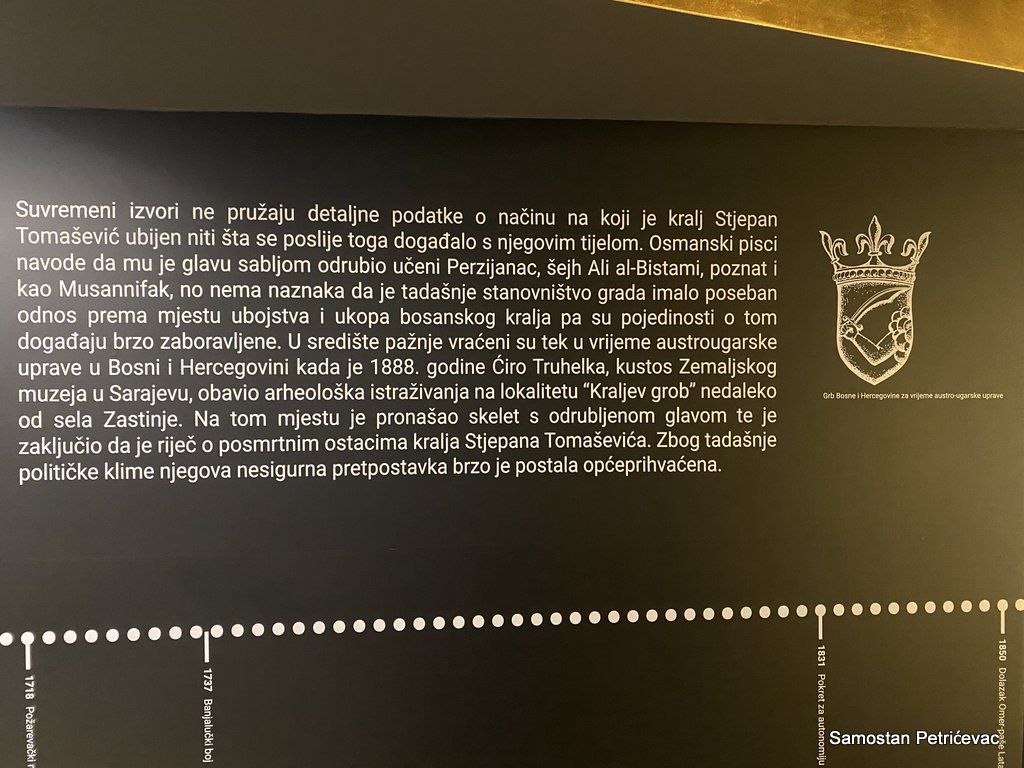 Suvremeni izvori ne pružaju detaljne podatke o načinu na koji je kralj Stjepan
Tomašević ubijen niti šta se poslije toga događalo s njegovim tijelom. Osmanski pisci
navode da mu je glavu sabljom odrubio učeni Perzijanac, šejh Ali al-Bistami, poznat i
kao Musannifak, no nema naznaka da je tadašnje stanovništvo grada imalo poseban
odnos prema mjestu ubojstva i ukopa bosanskog kralja pa su pojedinosti o tom
događaju brzo zaboravljene. U središte pažnje vraćeni su tek u vrijeme austrougarske
uprave u Bosni i Hercegovini kada je 1888. godine Ćiro Truhelka, kustos Zemaljskog
muzeja u Sarajevu, obavio arheološka istraživanja na lokalitetu “Kraljev grob” nedaleko
od sela Zastinje. Na tom mjestu je pronašao skelet s odrubljenom glavom te je
zaključio da je riječ o posmrtnim ostacima kralja Stjepana Tomaševića. Zbog tadašnje
političke klime njegova nesigurna pretpostavka brzo je postala općeprihvaćena.
Grb Bosne i Hercegovine za vrijeme austro-ugarske uprave
1718 Požarevački
1737 Banjalučki boj
1831 Pokret za autonomiju
1850 Dolazak Omer-paše
Samostan Petrićevac